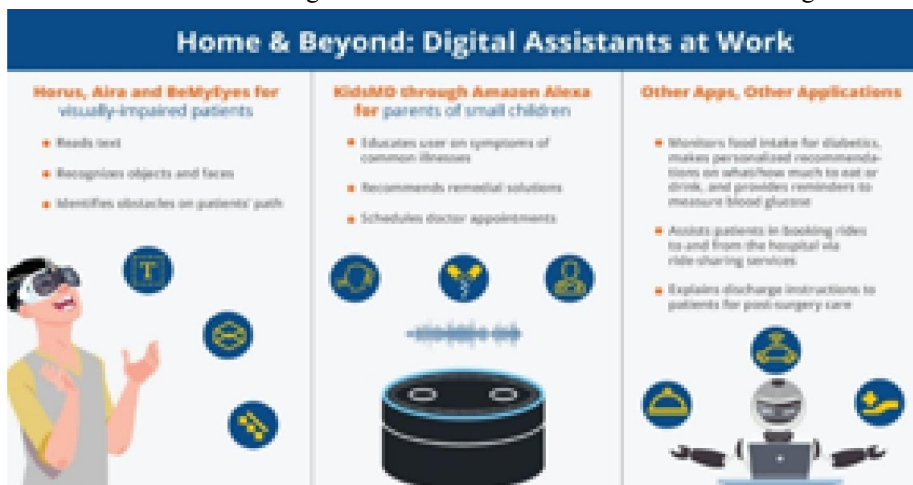 Home & Beyond: Digital Assistants at Work
Horus, Aira and BeMyEyes for
visually-impaired patients
Reads text
Recognizes objects and faces
Identifies obstacles on patients' path
KidsMD through Amazon Alexa
for parents of small children
Educates user on symptoms of
common illnesses
Recommends remedial solutions
Schedules doctor appointments
Other Apps, Other Applications
Monitors food intake for diabetics,
makes personalized recommenda-
tions on what/how much to eat or
drink, and provides reminders to
measure blood glucose
Assists patients in booking rides
to and from the hospital via
ride-sharing services
Explains discharge instructions to
patients for post-surgery care
T